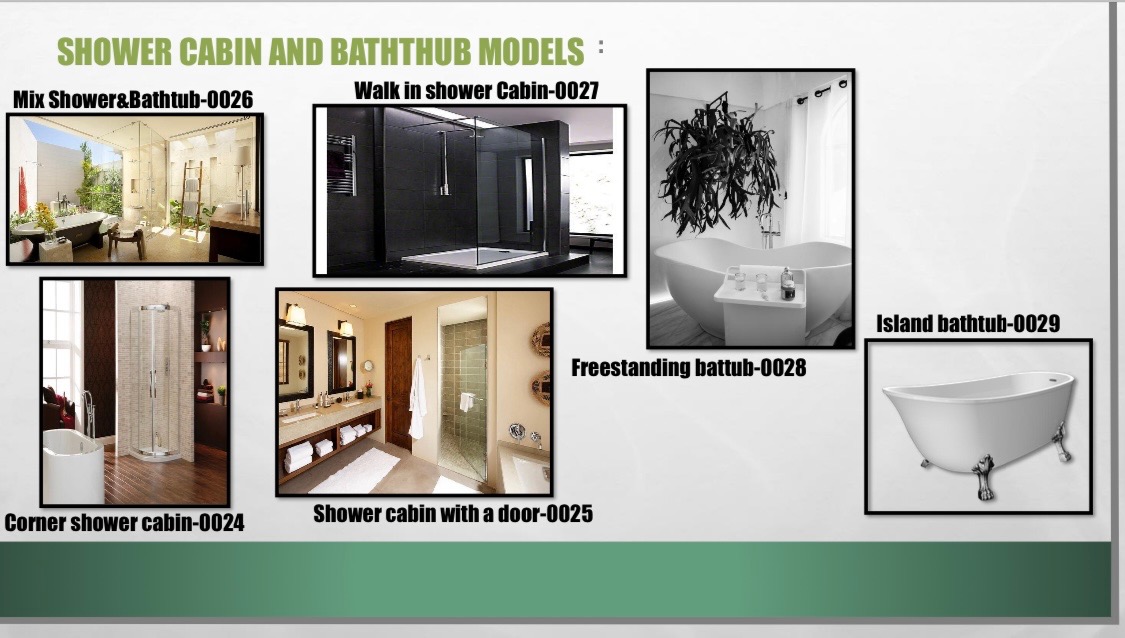 SHOWER CABIN AND BATHTHUB MODELS :
Mix Shower&Bathtub-0026
Walk in shower Cabin-0027
Freestanding battub-0028
Island bathtub-0029
Corner shower cabin-0024
Shower cabin with a door-0025